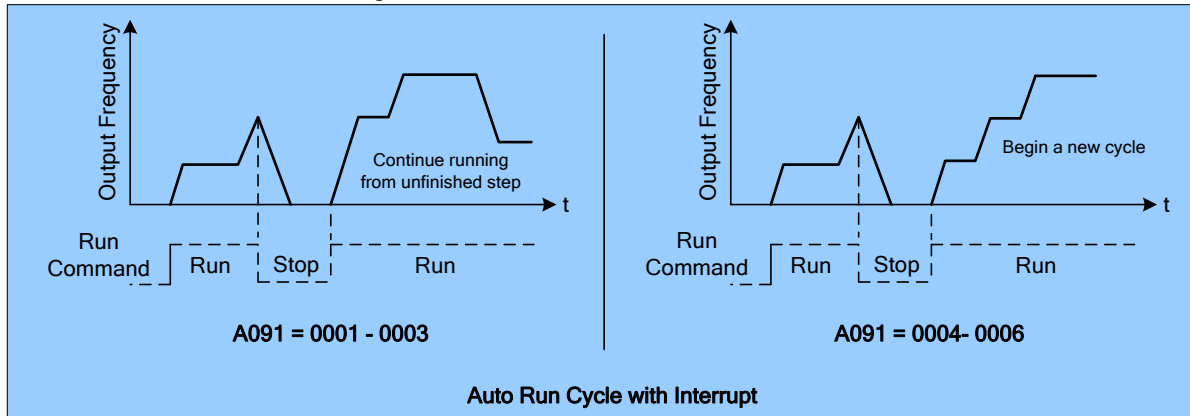 Output Frequency
Continue running
from unfinished step
t
Run
Command
Run
Stop
Run
A091 = 0001 - 0003
Output Frequency
Begin a new cycle
t
Run
Command
Run
Stop
Run
A091 = 0004- 0006
Auto Run Cycle with Interrupt